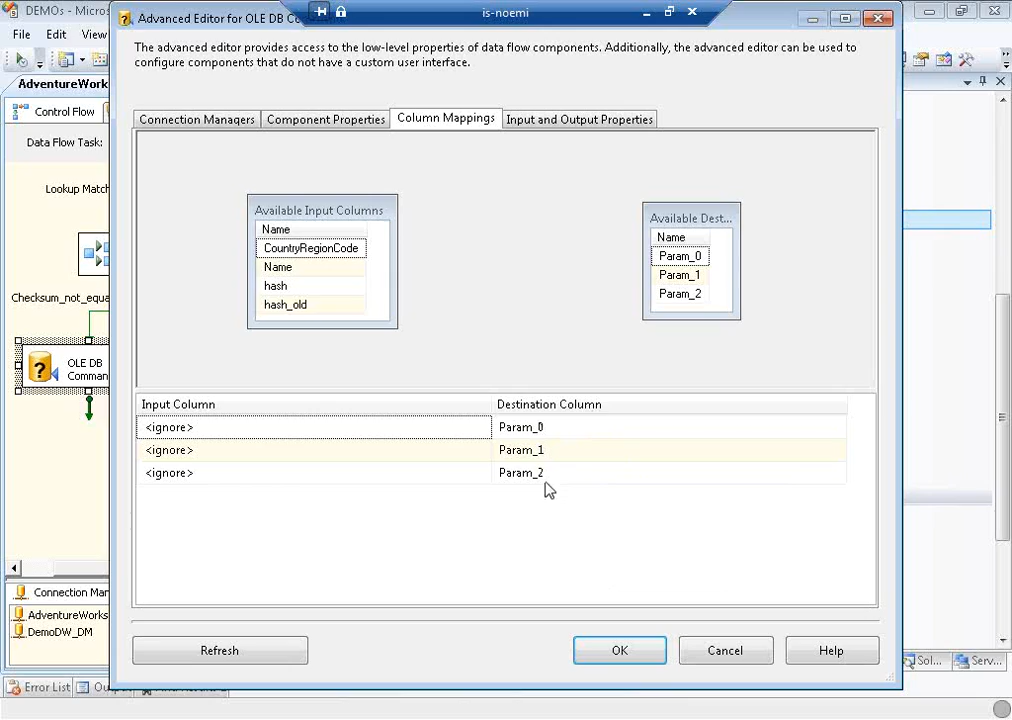 DEMOs - Micros
Advanced Editor for OLE DB Co
is-noemi
File Edit View
The advanced editor provides access to the low-level properties of data flow components. Additionally, the advanced editor can be used to
configure components that do not have a custom user interface.
AdventureWork
Control Flow
Connection Managers
Component Properties
Column Mappings
Input and Output Properties
Data Flow Task:
Lookup Match
Available Input Columns
Name
CountryRegionCode
Name
hash
hash_old
Available Dest...
Name
Param_0
Param_1
Param_2
Checksum_not_equa
OLE DB
Comman
?
Input Column Destination Column
<ignore> Param_0
<ignore> Param_1
<ignore> Param_2
Connection Man
AdventureWorks
DemoDW_DM
Refresh
OK
Cancel
Help
Error List
Sol...
Serv...